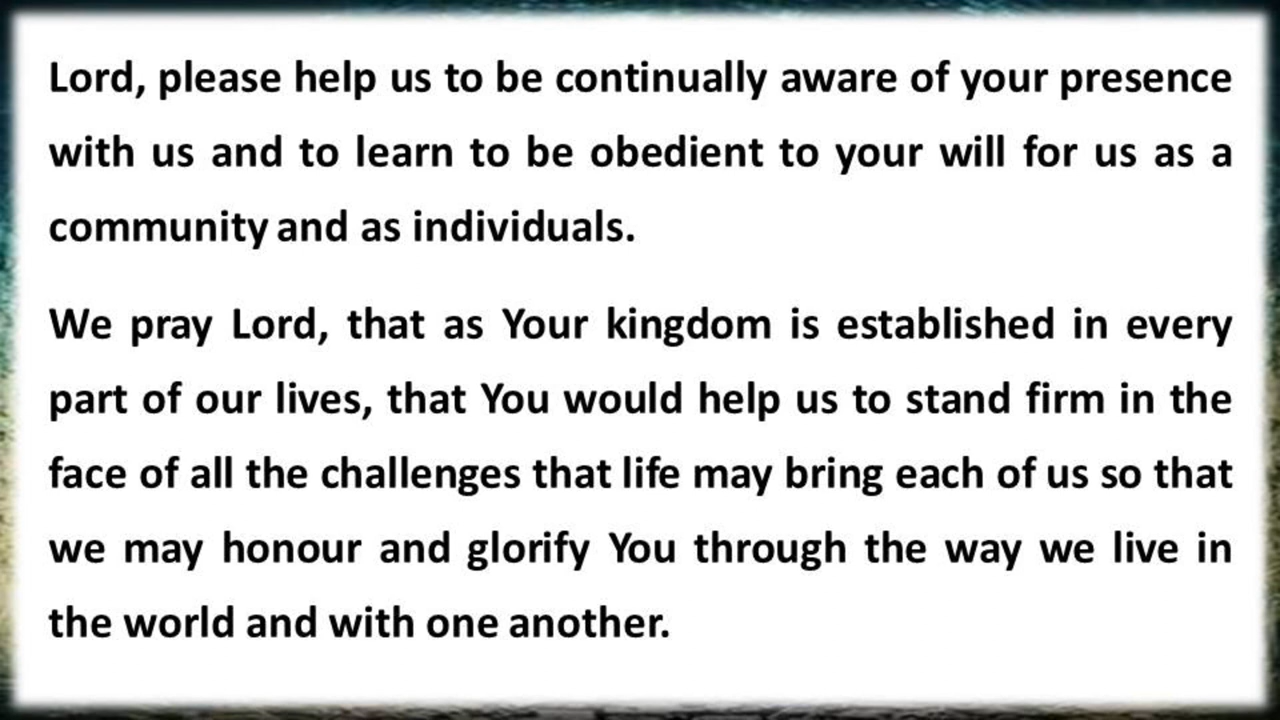 Lord, please help us to be continually aware of your presence
with us and to learn to be obedient to your will for us as a
community and as individuals.
We pray Lord, that as Your kingdom is established in every
part of our lives, that You would help us to stand firm in the
face of all the challenges that life may bring each of us so that
we may honour and glorify You through the way we live in
the world and with one another.